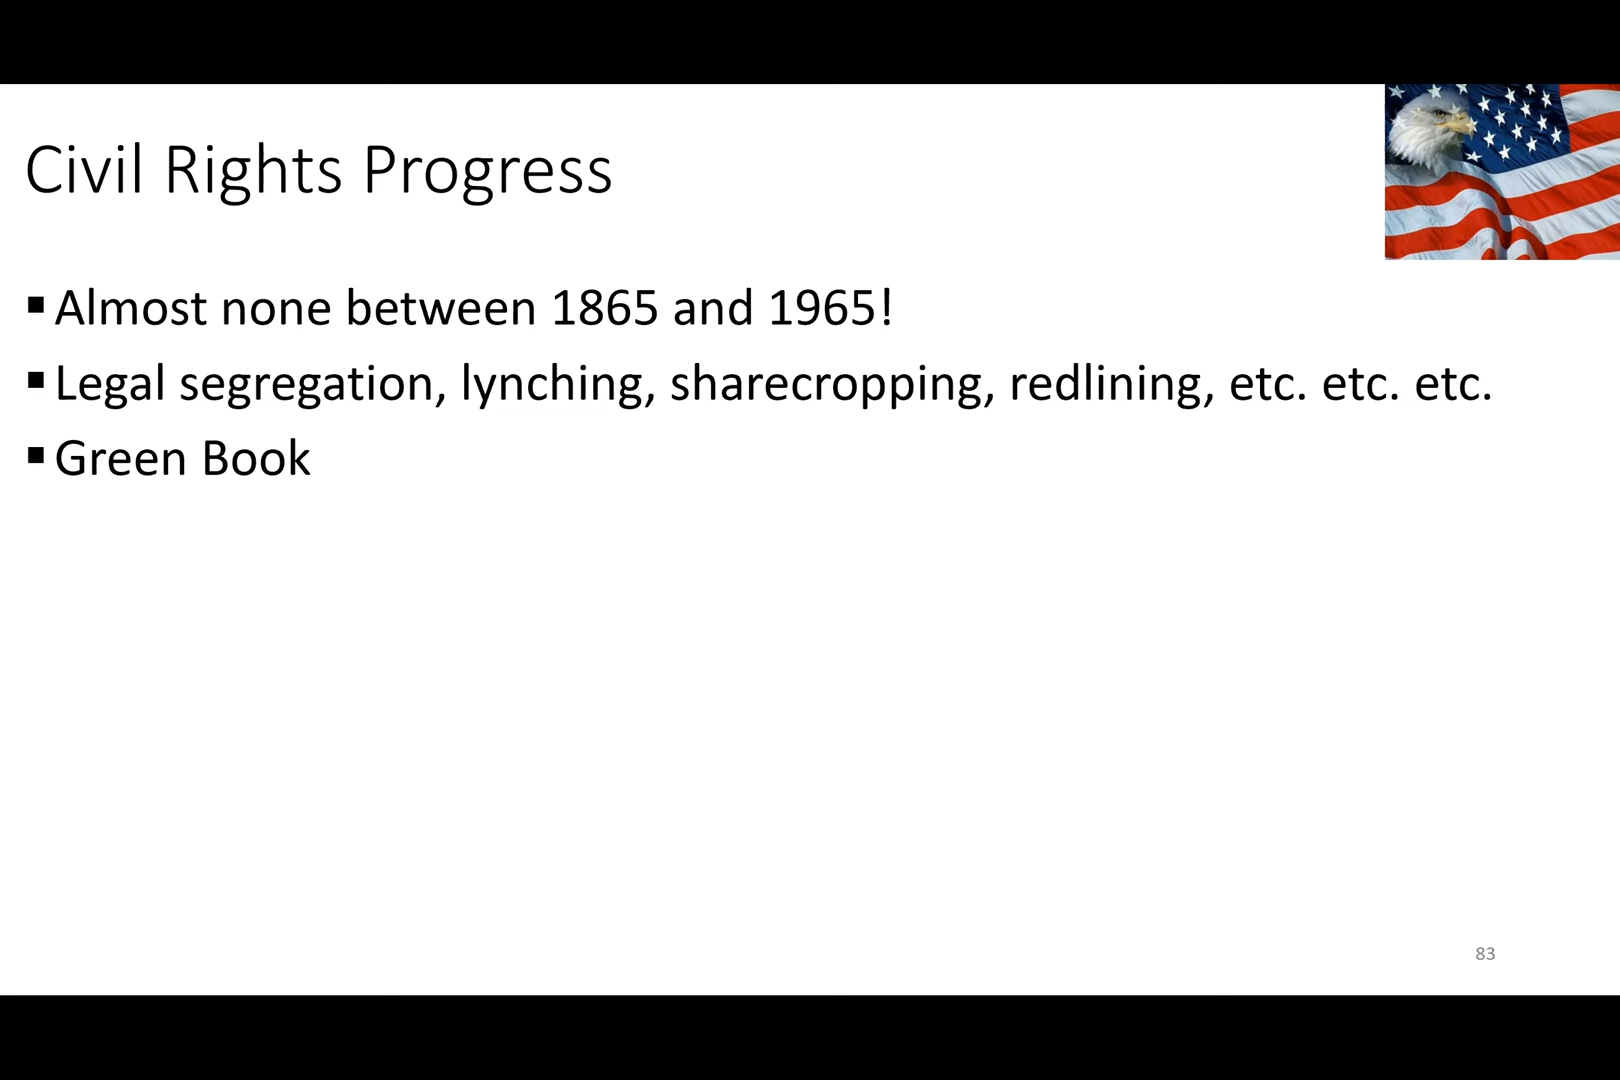 Civil Rights Progress
▪ Almost none between 1865 and 1965!
▪ Legal segregation, lynching, sharecropping, redlining, etc. etc. etc.
▪ Green Book
83